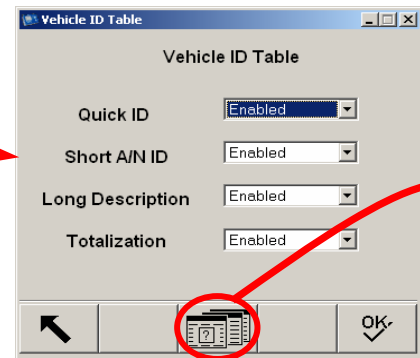 Vehicle ID Table
Vehicle ID Table
Quick ID Enabled
Short A/N ID Enabled
Long Description Enabled
Totalization Enabled
?
OK